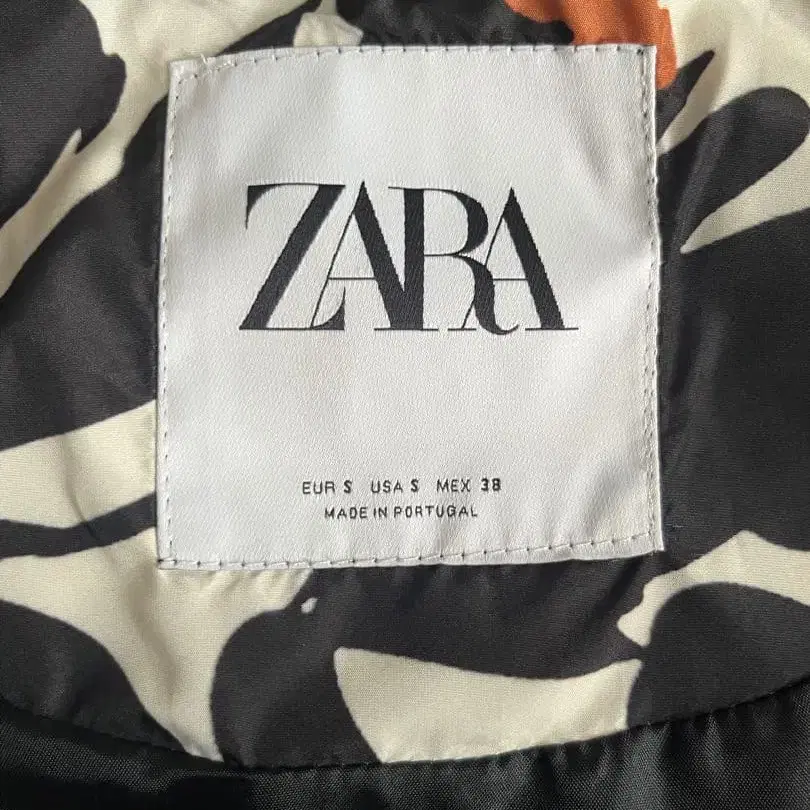 ZARA
EUR S USA S MEX 38
MADE IN PORTUGAL